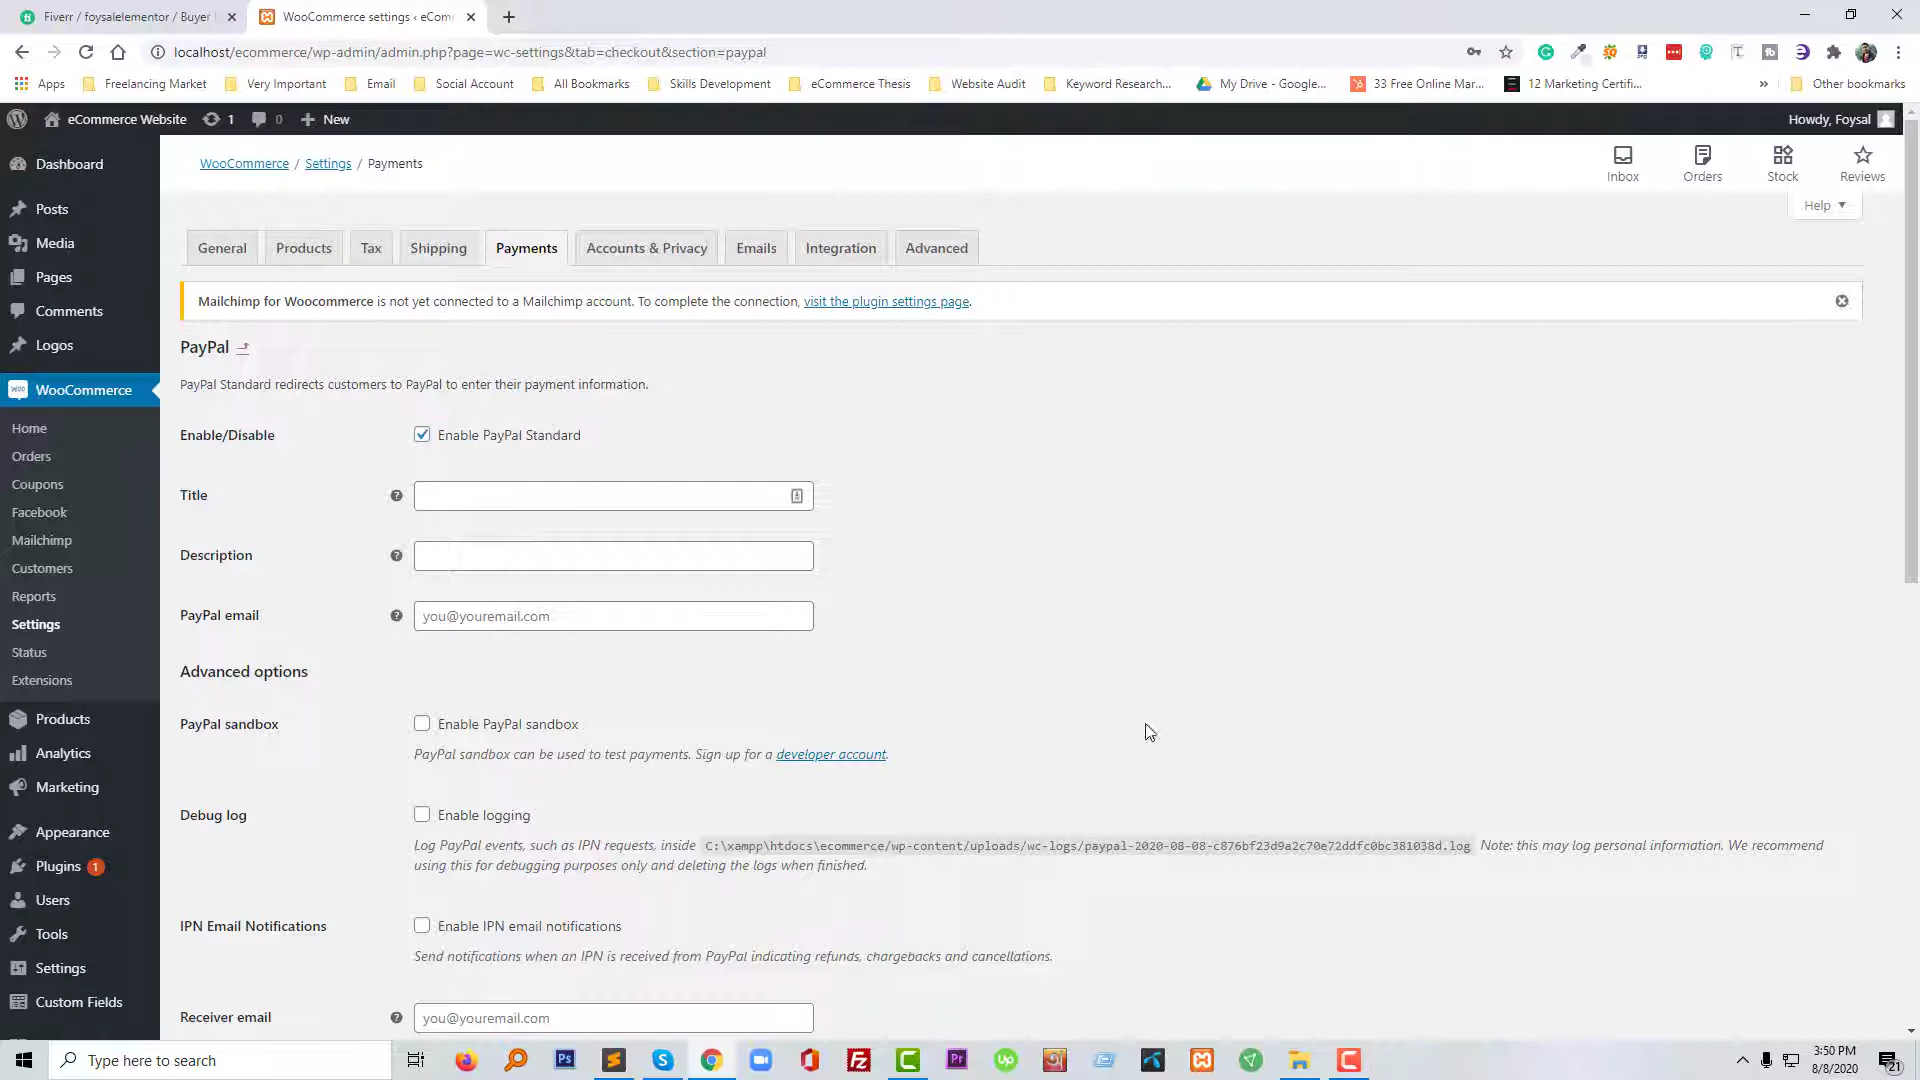 Fiverr / foysalelementor / Buyer
WooCommerce settings ‹ eCom
localhost/ecommerce/wp-admin/admin.php?page=wc-settings&tab=checkout&section=paypal
Apps
Freelancing Market
Very Important
Email
Social Account
All Bookmarks
Skills Development
eCommerce Thesis
Website Audit
Keyword Research...
My Drive - Google...
33 Free Online Mar...
12 Marketing Certifi...
»
Other bookmarks
eCommerce Website
1
0
New
Howdy, Foysal
Dashboard
Posts
Media
Pages
Comments
Logos
WooCommerce
Home
Orders
Coupons
Facebook
Mailchimp
Customers
Reports
Settings
Status
Extensions
Products
Analytics
Marketing
Appearance
Plugins 1
Users
Tools
Settings
Custom Fields
WooCommerce / Settings / Payments
Inbox
Orders
Stock
Reviews
Help
General
Products
Tax
Shipping
Payments
Accounts & Privacy
Emails
Integration
Advanced
Mailchimp for Woocommerce is not yet connected to a Mailchimp account. To complete the connection, visit the plugin settings page.
PayPal
PayPal Standard redirects customers to PayPal to enter their payment information.
Enable/Disable
Enable PayPal Standard
Title
Description
PayPal email
you@youremail.com
Advanced options
PayPal sandbox
Enable PayPal sandbox
PayPal sandbox can be used to test payments. Sign up for a developer account.
Debug log
Enable logging
Log PayPal events, such as IPN requests, inside C:\xampp\htdocs\ecommerce/wp-content/uploads/wc-logs/paypal-2020-08-08-c876bf23d9a2c70e72ddfc0bc381038d.log Note: this may log personal information. We recommend
using this for debugging purposes only and deleting the logs when finished.
IPN Email Notifications
Enable IPN email notifications
Send notifications when an IPN is received from PayPal indicating refunds, chargebacks and cancellations.
Receiver email
you@youremail.com
Type here to search
3:50 PM
8/8/2020
21